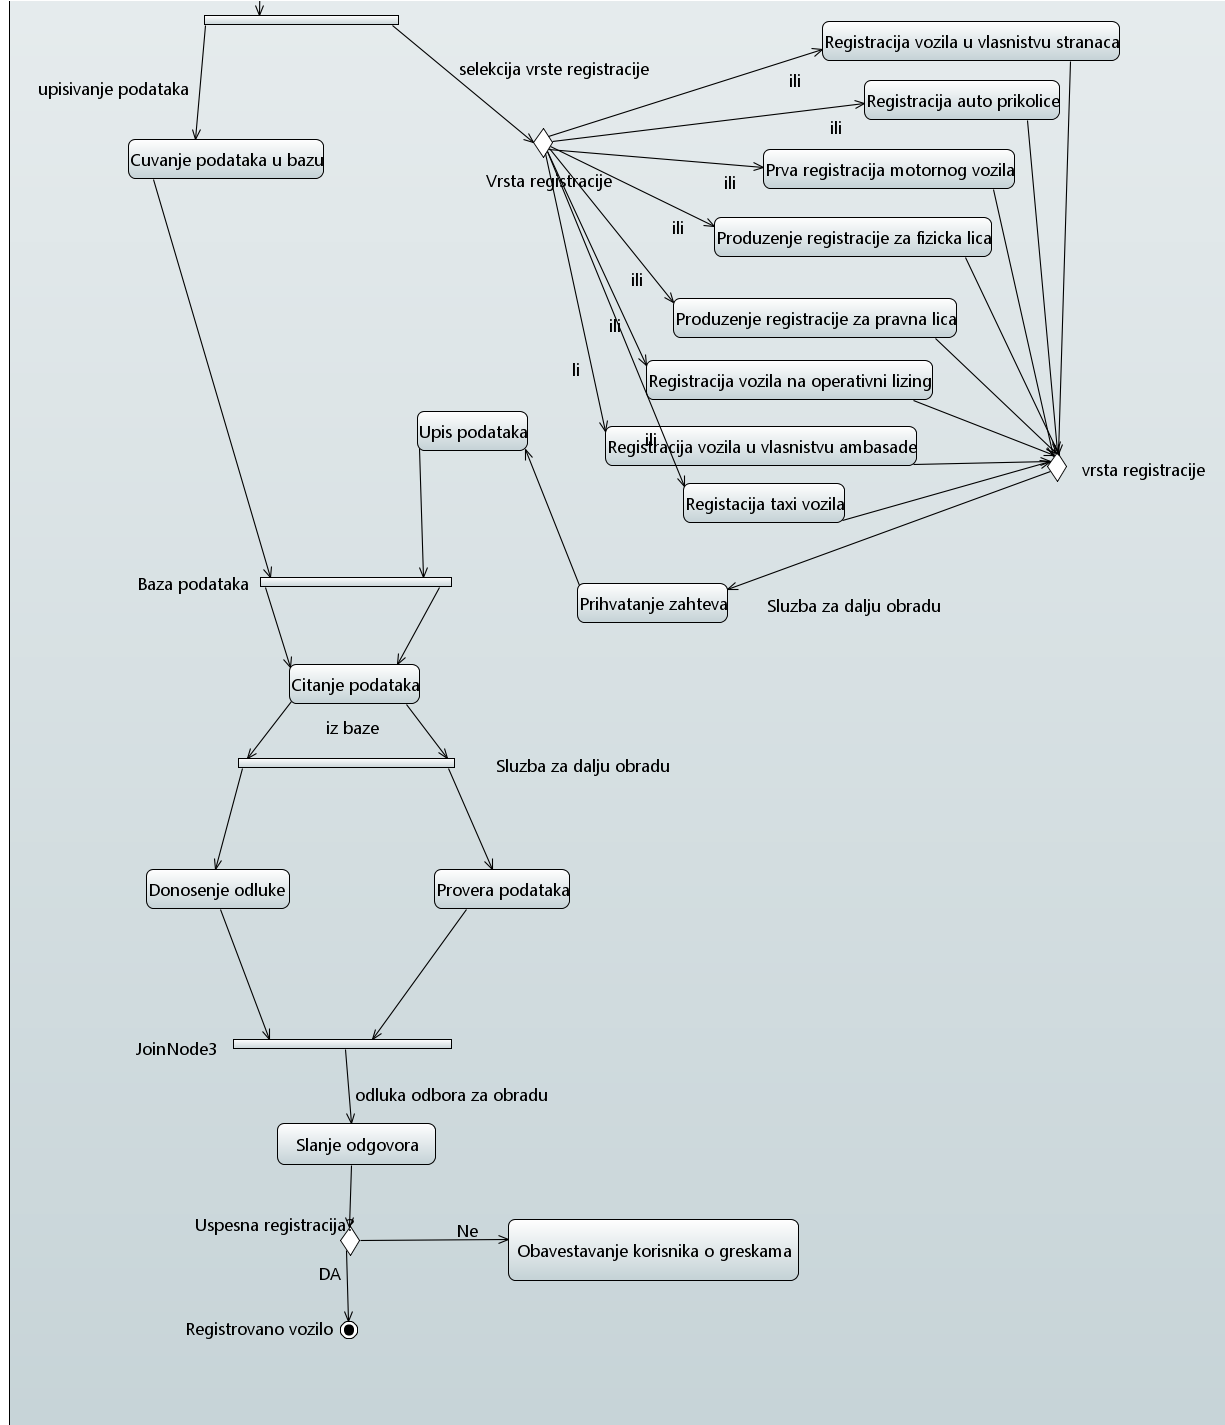 Registracija vozila u vlasnistvu stranaca
selekcija vrste registracije
ili
upisivanje podataka
Registracija auto prikolice
ili
Cuvanje podataka u bazu
Prva registracija motornog vozila
Vrsta registracije
ili
ili
Produzenje registracije za fizicka lica
ili
Produzenje registracije za pravna lica
ili
li
Registracija vozila na operativni lizing
Upis podataka
ili
Registracija vozila u vlasnistvu ambasade
vrsta registracije
Registacija taxi vozila
Baza podataka
Prihvatanje zahteva
Sluzba za dalju obradu
Citanje podataka
iz baze
Sluzba za dalju obradu
Donosenje odluke
Provera podataka
JoinNode3
odluka odbora za obradu
Slanje odgovora
Uspesna registracija?
Ne
Obavestavanje korisnika o greskama
DA
Registrovano vozilo